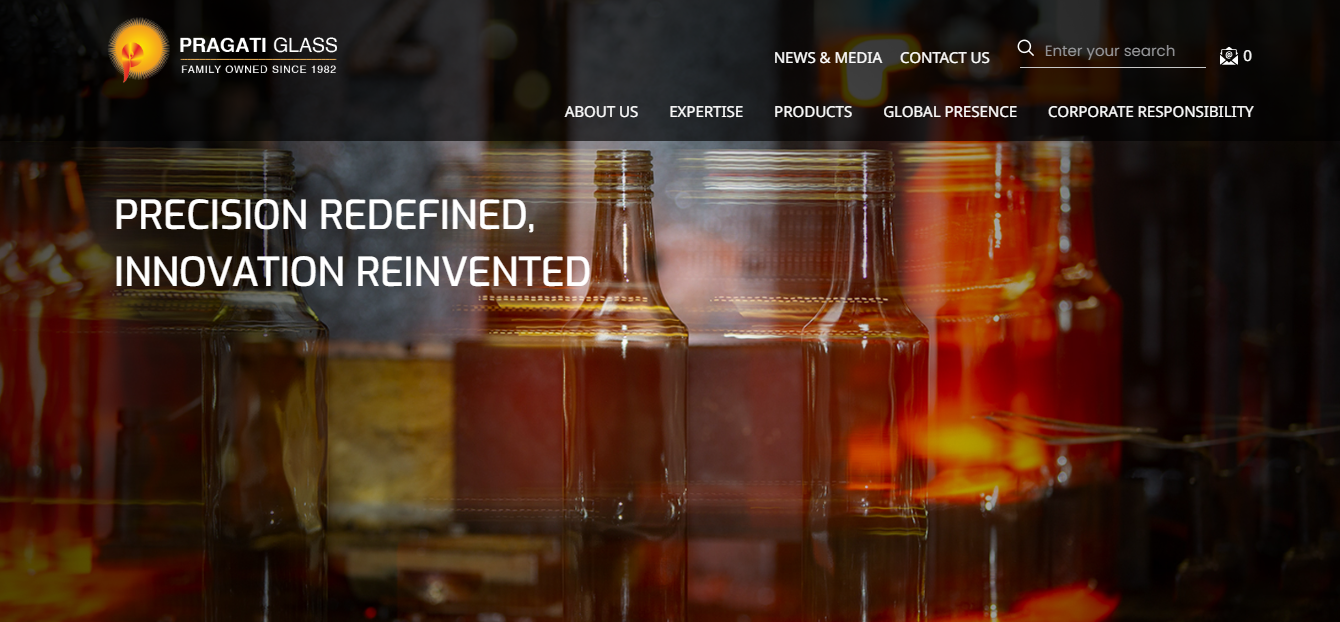 PRAGATI GLASS
FAMILY OWNED SINCE 1982
NEWS & MEDIA
CONTACT US
Enter your search
0
ABOUT US
EXPERTISE
PRODUCTS
GLOBAL PRESENCE
CORPORATE RESPONSIBILITY
PRECISION REDEFINED,
INNOVATION REINVENTED